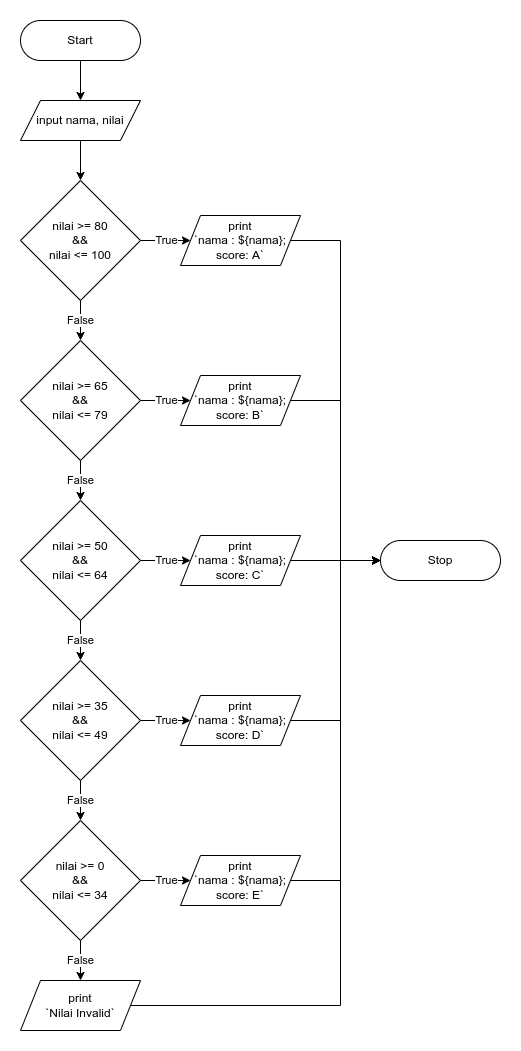 Start
input nama, nilai
nilai >= 80
&&
nilai <= 100
True
print
`nama : ${nama};
score: A`
False
nilai >= 65
&&
nilai <= 79
True
print
`nama : ${nama};
score: B`
False
nilai >= 50
&&
nilai <= 64
True
print
`nama : ${nama};
score: C`
Stop
False
nilai >= 35
&&
nilai <= 49
True
print
`nama : ${nama};
score: D`
False
nilai >= 0
&&
nilai <= 34
True
print
`nama : ${nama};
score: E`
False
print
`Nilai Invalid`